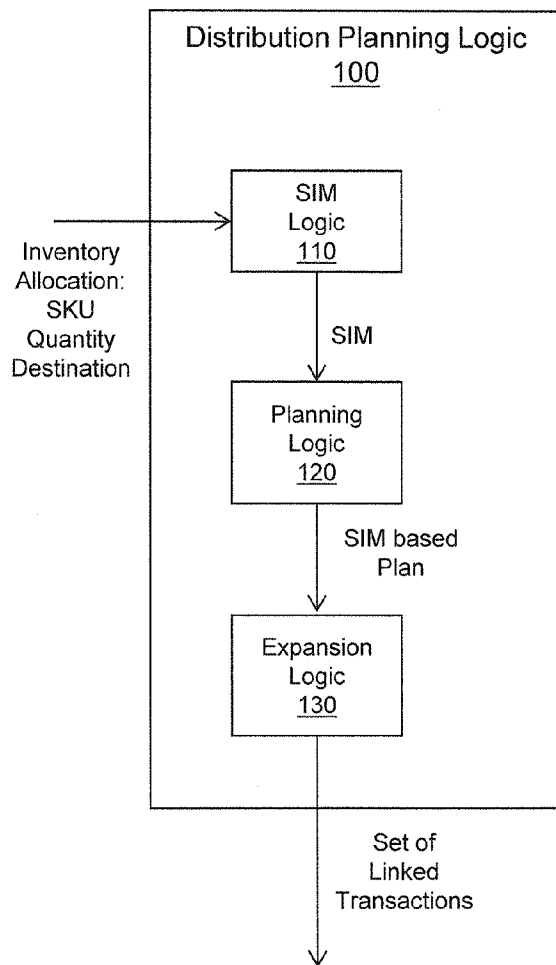 Distribution Planning Logic
100
SIM
Logic
110
Inventory
Allocation:
SKU
Quantity
Destination
SIM
Planning
Logic
120
SIM based
Plan
Expansion
Logic
130
Set of
Linked
Transactions